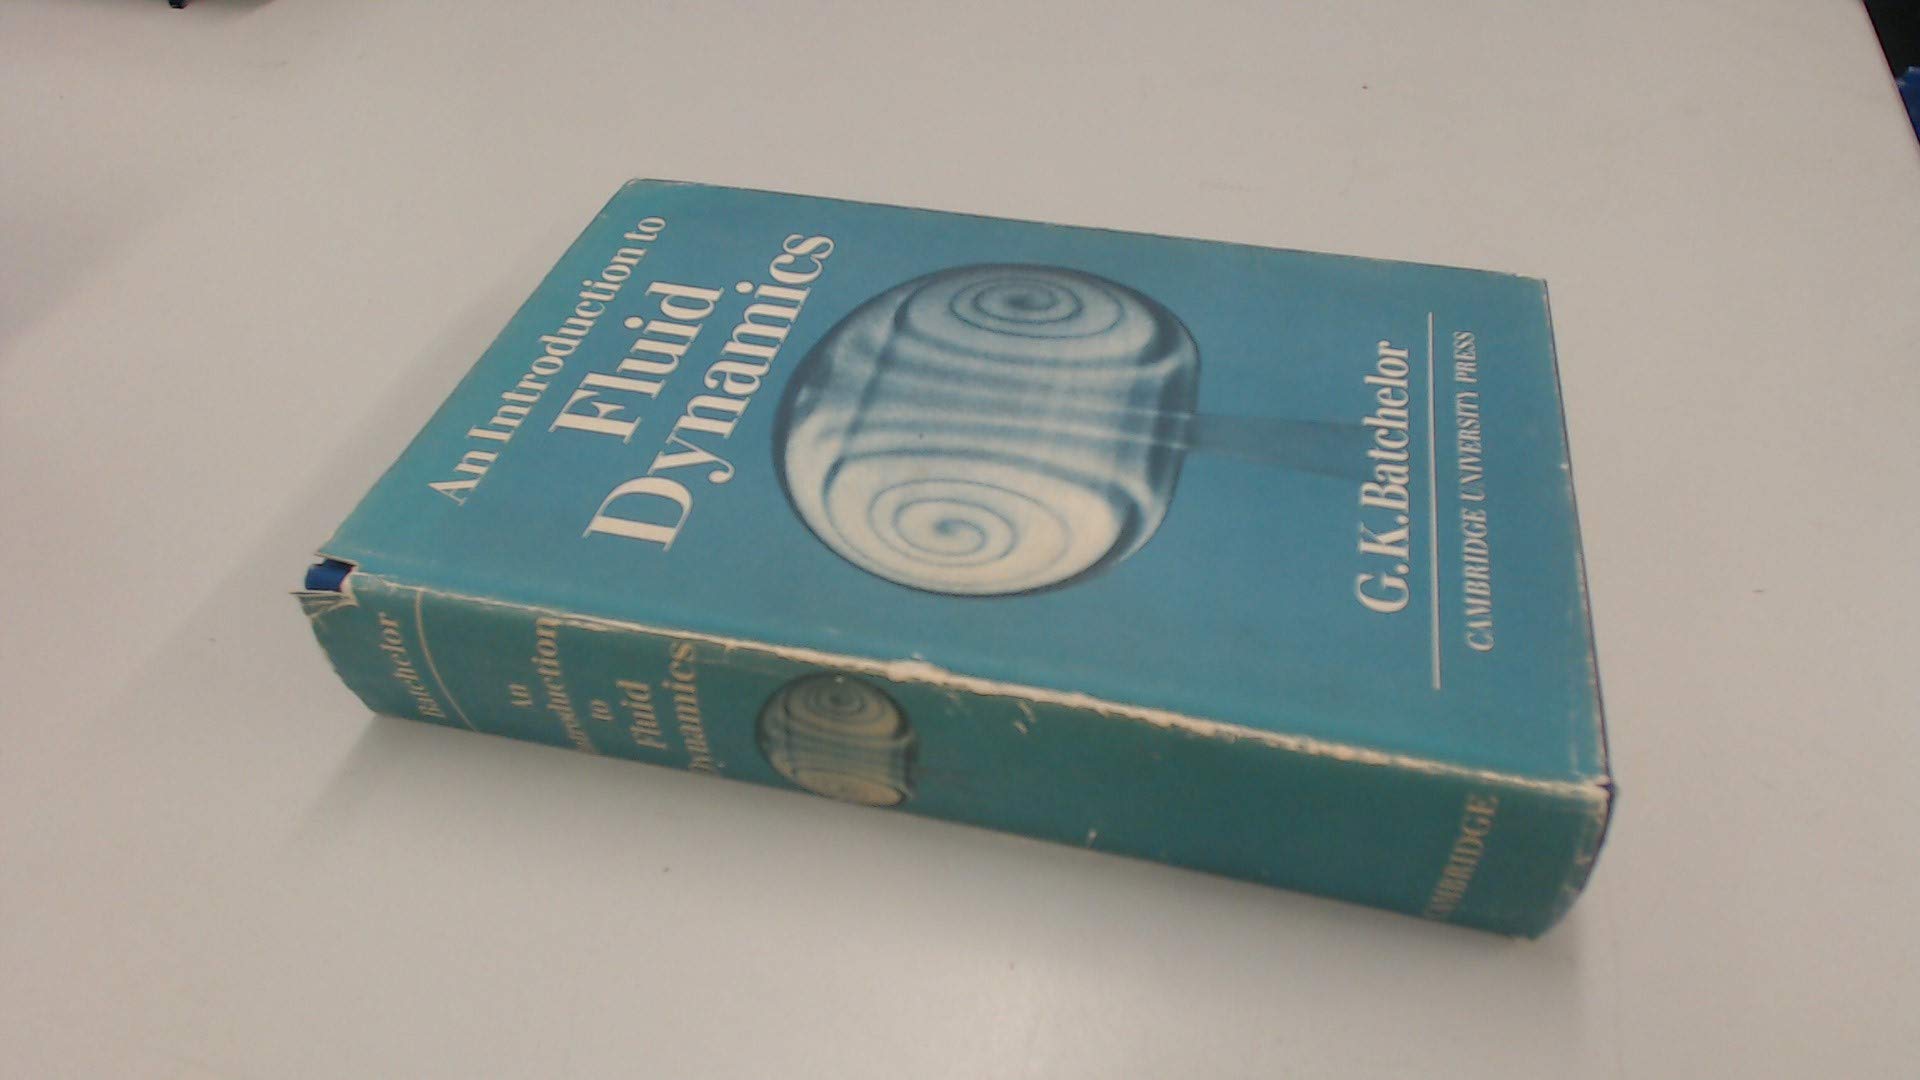 An Introduction to
Fluid
Dynamics
G.K.Batchelor
CAMBRIDGE UNIVERSITY PRESS
Batchelor
An
Introduction
to
Fluid
Dynamics
CAMBRIDGE